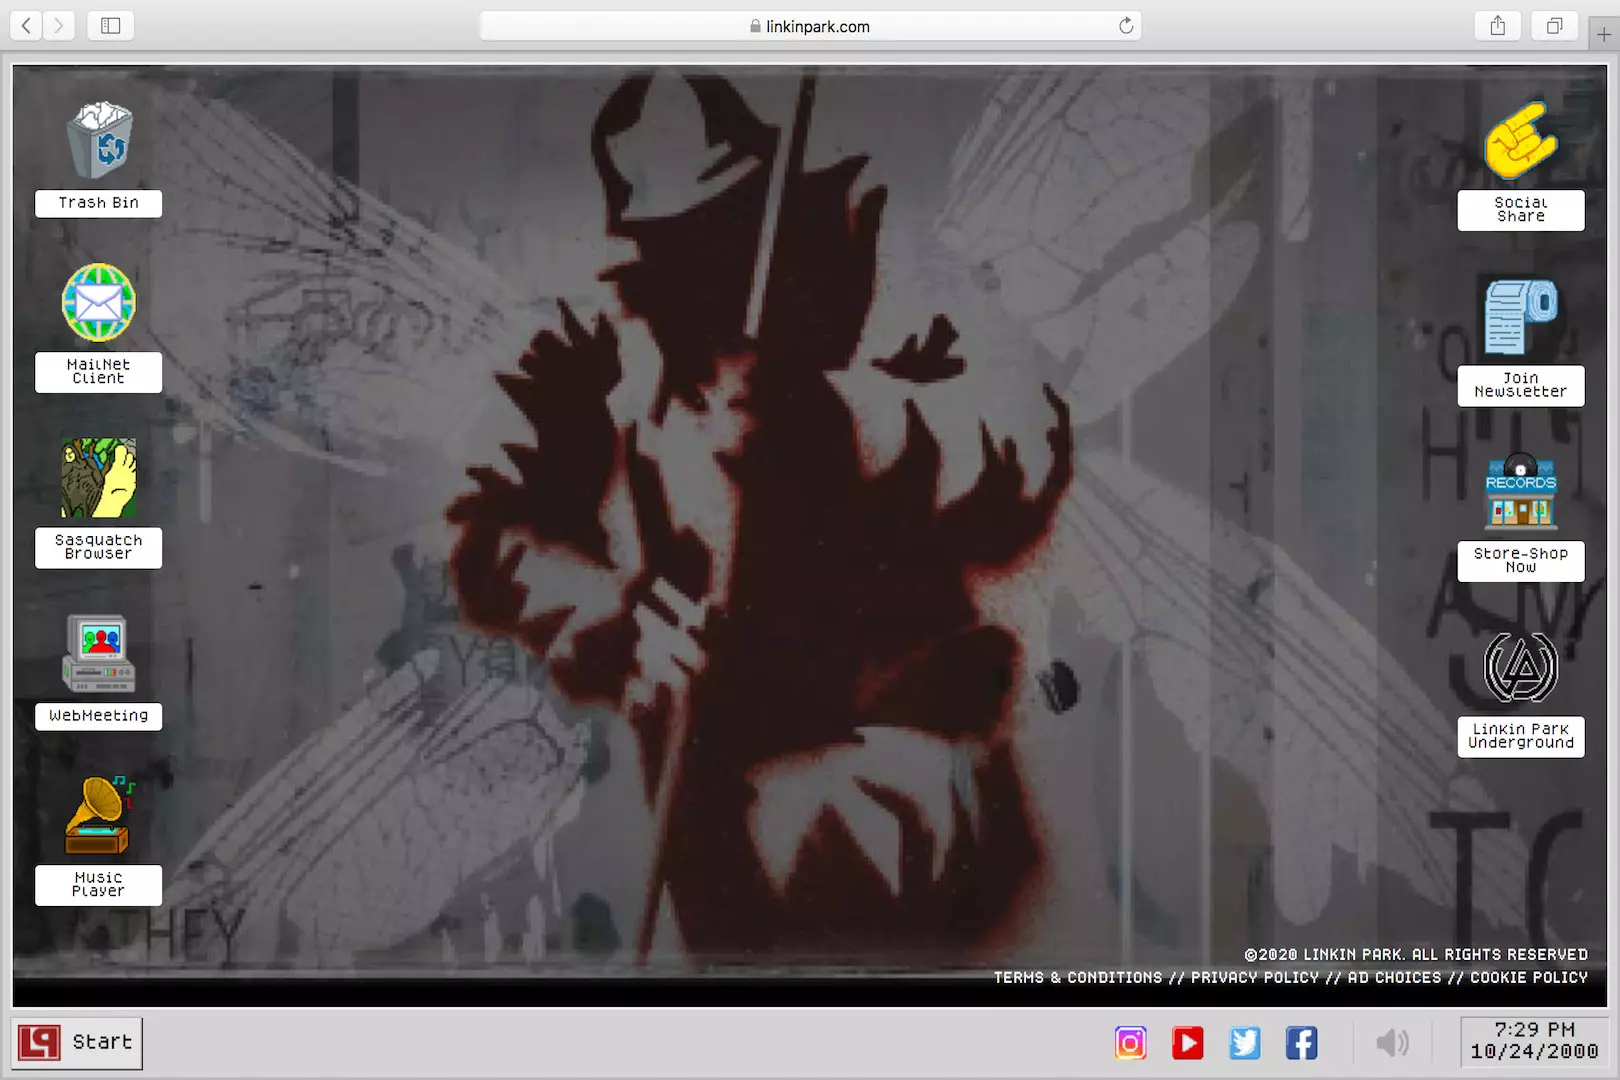 linkinpark.com
Trash Bin
MailNet
Client
Sasquatch
Browser
WebMeeting
Music
Player
Social
Share
Join
Newsletter
RECORDS
Store-Shop
Now
Linkin Park
Underground
THEY
©2020 LINKIN PARK. ALL RIGHTS RESERVED
TERMS & CONDITIONS // PRIVACY POLICY // AD CHOICES // COOKIE POLICY
Start
7:29 PM
10/24/2000